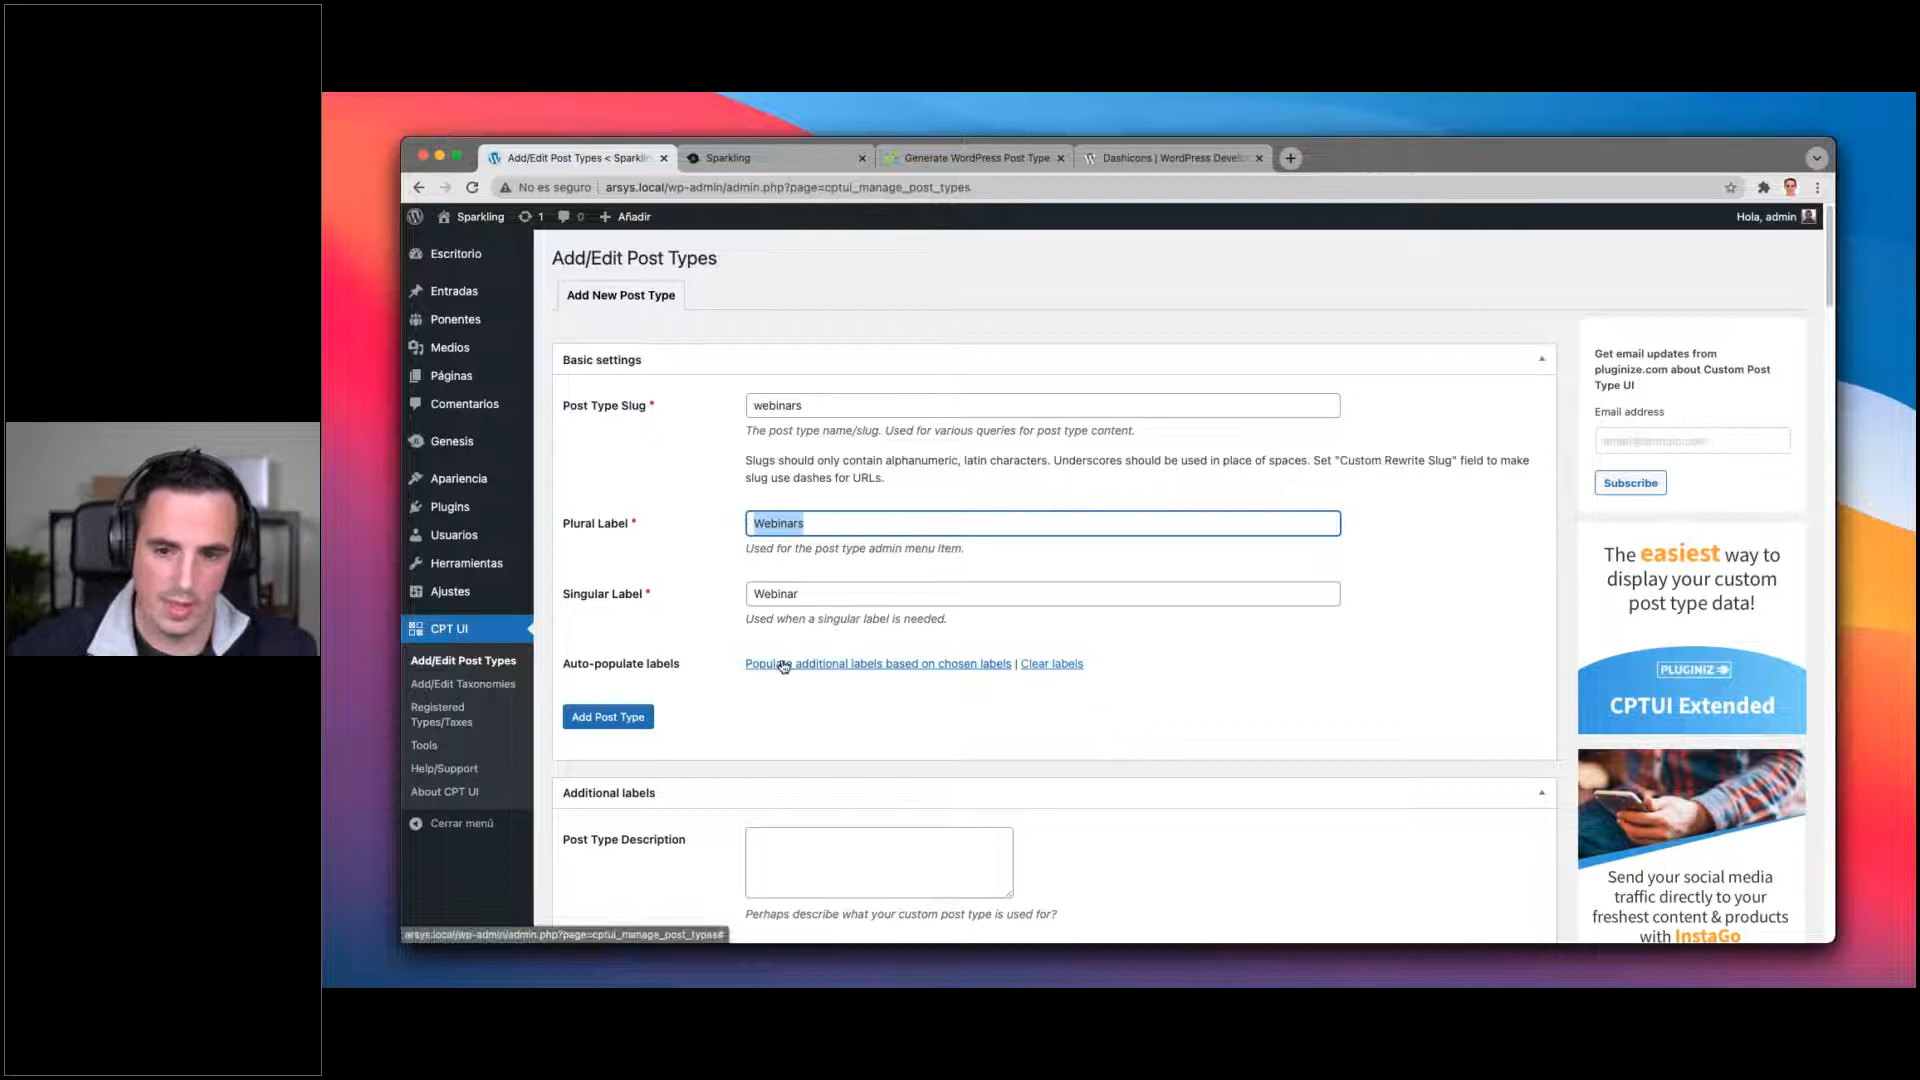 Add/Edit Post Types < Sparklin
Sparkling
Generate WordPress Post Type
Dashicons | WordPress Devel
No es seguro
arsys.local/wp-admin/admin.php?page=cptui_manage_post_types
Sparkling
1
0
Añadir
Hola, admin
Escritorio
Entradas
Ponentes
Medios
Páginas
Comentarios
Genesis
Apariencia
Plugins
Usuarios
Herramientas
Ajustes
CPT UI
Add/Edit Post Types
Add/Edit Taxonomies
Registered
Types/Taxes
Tools
Help/Support
About CPT UI
Cerrar menú
Add/Edit Post Types
Add New Post Type
Basic settings
Post Type Slug *
webinars
The post type name/slug. Used for various queries for post type content.
Slugs should only contain alphanumeric, latin characters. Underscores should be used in place of spaces. Set "Custom Rewrite Slug" field to make
slug use dashes for URLs.
Plural Label *
Webinars
Used for the post type admin menu item.
Singular Label *
Webinar
Used when a singular label is needed.
Auto-populate labels
Populate additional labels based on chosen labels | Clear labels
Add Post Type
Additional labels
Post Type Description
Perhaps describe what your custom post type is used for?
arsys.local/wp-admin/admin.php?page=cptui_manage_post_types#
Get email updates from
pluginize.com about Custom Post
Type UI
Email address
Subscribe
The easiest way to
display your custom
post type data!
PLUGINIZE
CPTUI Extended
Send your social media
traffic directly to your
freshest content & products
with InstaGo